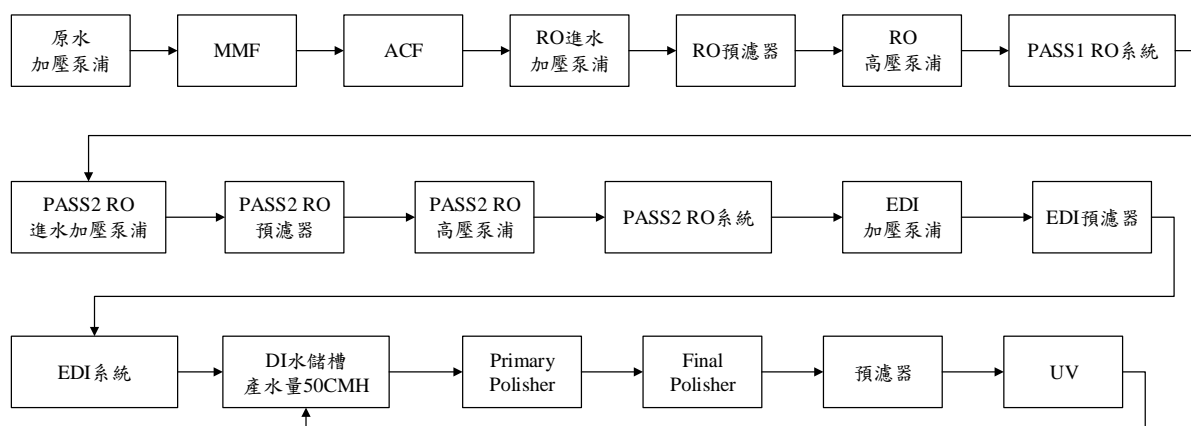 原水
加壓泵浦
MMF
ACF
RO進水
加壓泵浦
RO預濾器
RO
高壓泵浦
PASS1 RO系統
PASS2 RO
進水加壓泵浦
PASS2 RO
預濾器
PASS2 RO
高壓泵浦
PASS2 RO系統
EDI
加壓泵浦
EDI預濾器
EDI系統
DI水儲槽
產水量50CMH
Primary
Polisher
Final
Polisher
預濾器
UV